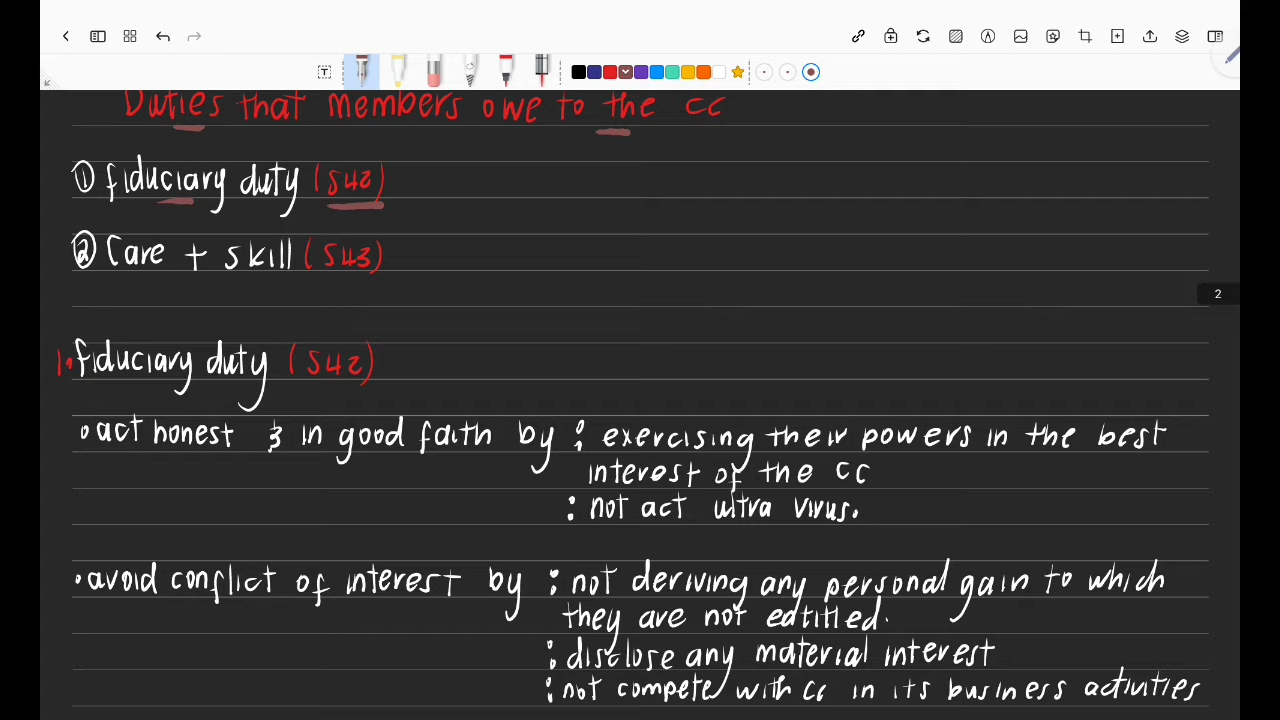 Duties that members owe to the CC
① fiduciary duty (S42)
② Care + skill (S43)
2
1. fiduciary duty (S42)
• act honest & in good faith by : exercising their powers in the best
interest of the CC
: not act ultra virus.
• avoid conflict of interest by : not deriving any personal gain to which
they are not entitled.
: disclose any material interest
: not compete with CC in its business activities